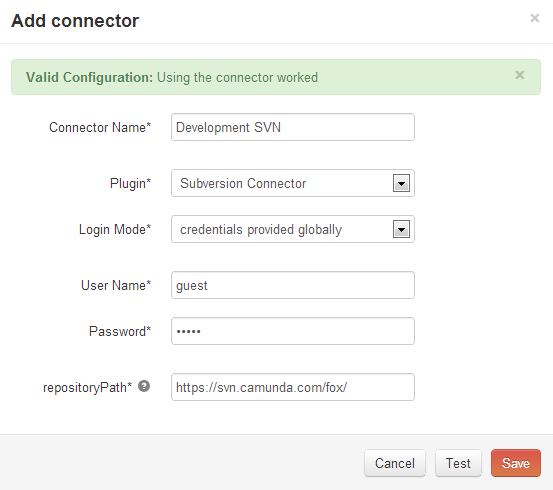 Add connector ×
Valid Configuration: Using the connector worked ×
Connector Name* Development SVN
Plugin* Subversion Connector
Login Mode* credentials provided globally
User Name* guest
Password* •••••
repositoryPath* ? https://svn.camunda.com/fox/
Cancel Test Save